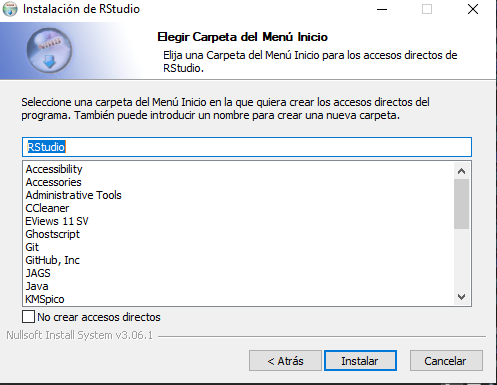 Instalación de RStudio
Elegir Carpeta del Menú Inicio
Elija una Carpeta del Menú Inicio para los accesos directos de
RStudio.
Seleccione una carpeta del Menú Inicio en la que quiera crear los accesos directos del
programa. También puede introducir un nombre para crear una nueva carpeta.
RStudio
Accessibility
Accessories
Administrative Tools
CCleaner
EViews 11 SV
Ghostscript
Git
GitHub, Inc
JAGS
Java
KMSpico
No crear accesos directos
Nullsoft Install System v3.06.1
< Atrás
Instalar
Cancelar